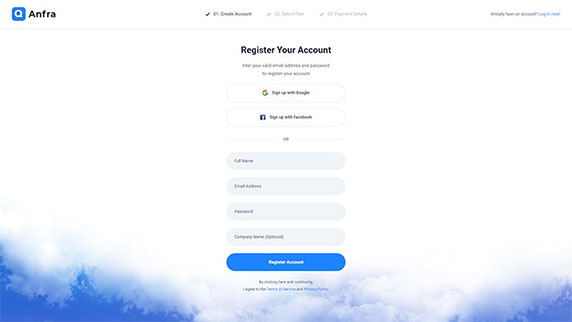 Anfra
01. Create Account
02. Select Plan
03. Payment Details
Already have an account? Log in now!
Register Your Account
Inter your valid email address and password
to register your account
Sign up with Google
Sign up with Facebook
OR
Full Name
Email Address
Password
Company Name (Optional)
Register Account
By clicking here and continuing,
I agree to the Terms of Service and Privacy Policy.